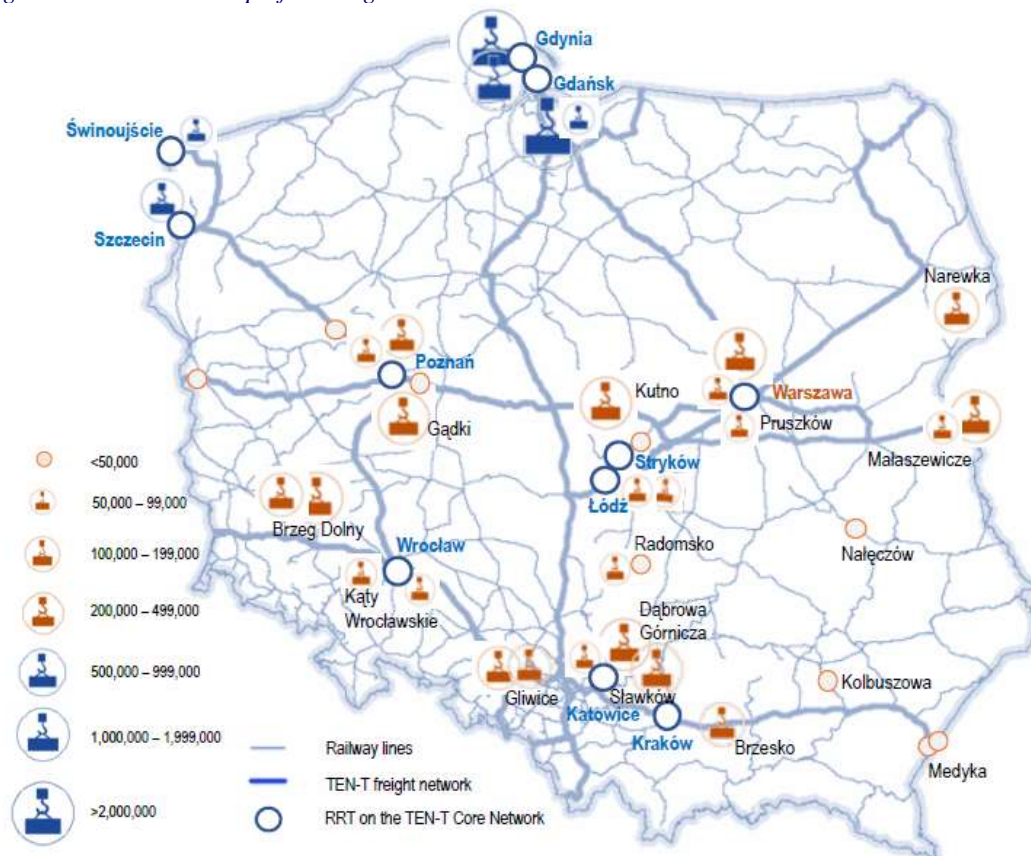 Gdynia
Gdańsk
Świnoujście
Szczecin
Narewka
Poznań
Kutno
Warszawa
Gądki
Pruszków
Małaszewicze
Stryków
Łódź
Brzeg Dolny
Radomsko
Nałęczów
Wrocław
Kąty
Wrocławskie
Dąbrowa
Górnicza
Gliwice
Sławków
Katowice
Kraków
Kolbuszowa
Brzesko
Medyka
<50,000
50,000 – 99,000
100,000 – 199,000
200,000 – 499,000
500,000 – 999,000
1,000,000 – 1,999,000
>2,000,000
Railway lines
TEN-T freight network
RRT on the TEN-T Core Network